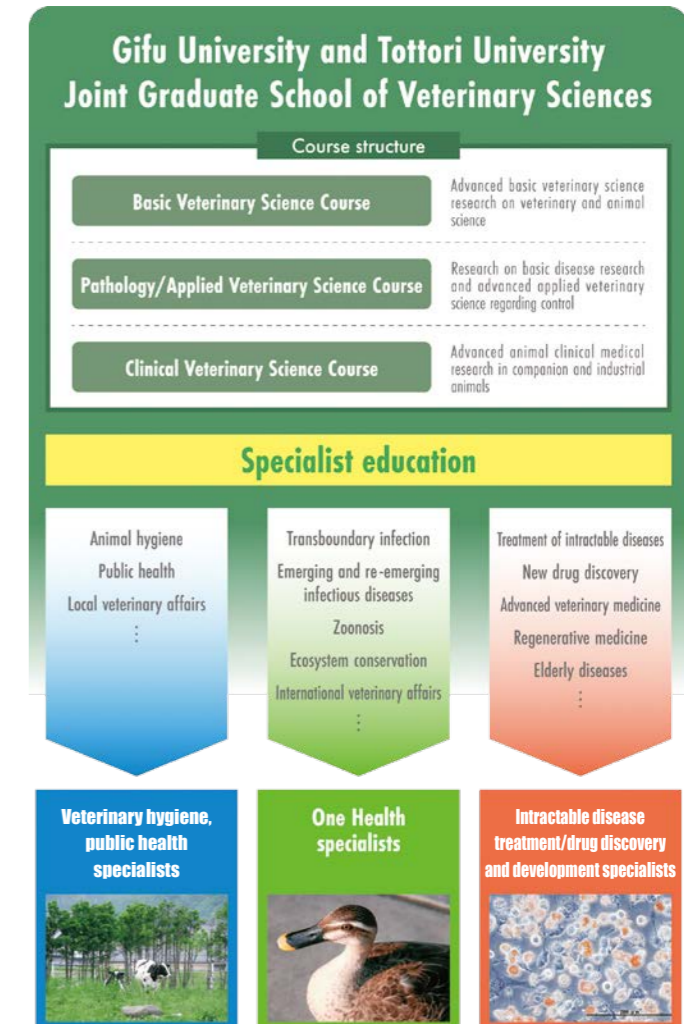 Gifu University and Tottori University
Joint Graduate School of Veterinary Sciences
Course structure
Basic Veterinary Science Course
Advanced basic veterinary science
research on veterinary and animal
science
Pathology/Applied Veterinary Science Course
Research on basic disease research
and advanced applied veterinary
science regarding control
Clinical Veterinary Science Course
Advanced animal clinical medical
research in companion and industrial
animals
Specialist education
Animal hygiene
Public health
Local veterinary affairs
⋮
Transboundary infection
Emerging and re-emerging
infectious diseases
Zoonosis
Ecosystem conservation
International veterinary affairs
⋮
Treatment of intractable diseases
New drug discovery
Advanced veterinary medicine
Regenerative medicine
Elderly diseases
⋮
Veterinary hygiene,
public health
specialists
One Health
specialists
Intractable disease
treatment/drug discovery
and development specialists